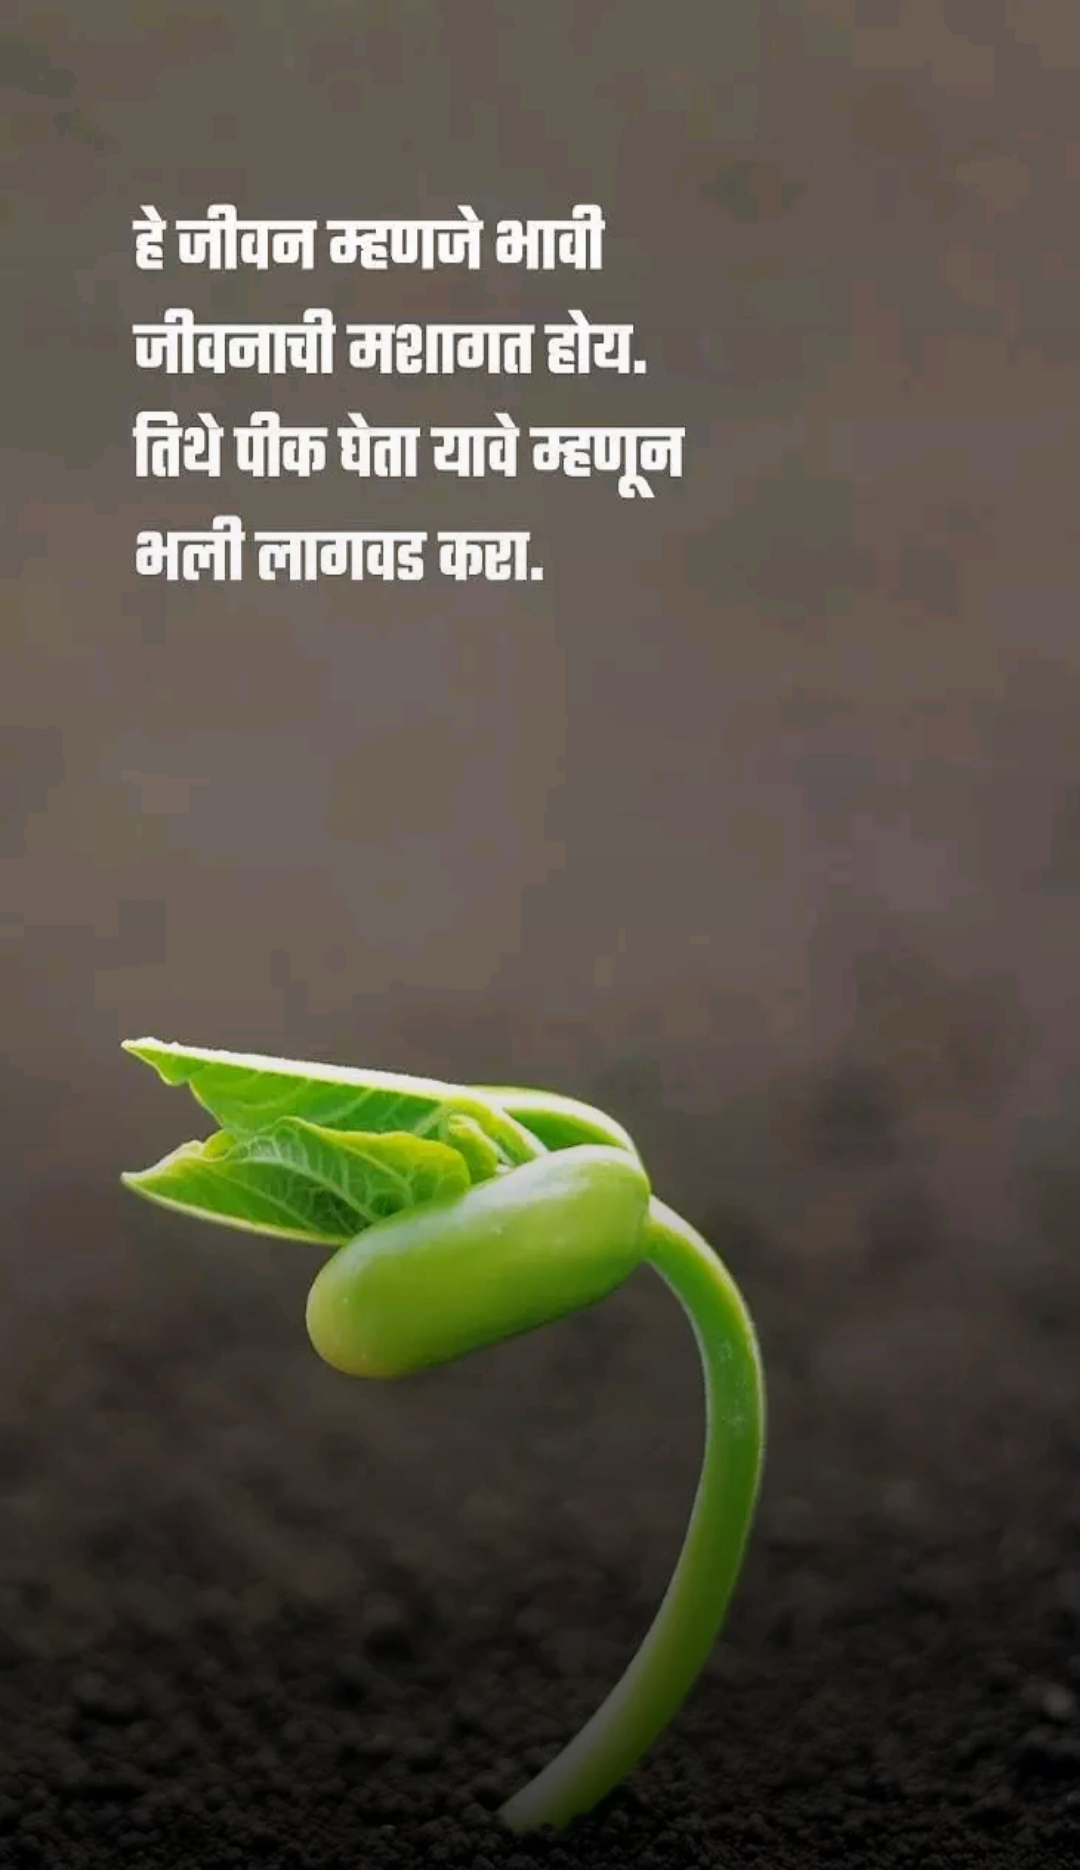 हे जीवन म्हणजे भावी
जीवनाची मशागत होय.
तिथे पीक घेता यावे म्हणून
भली लागवड करा.